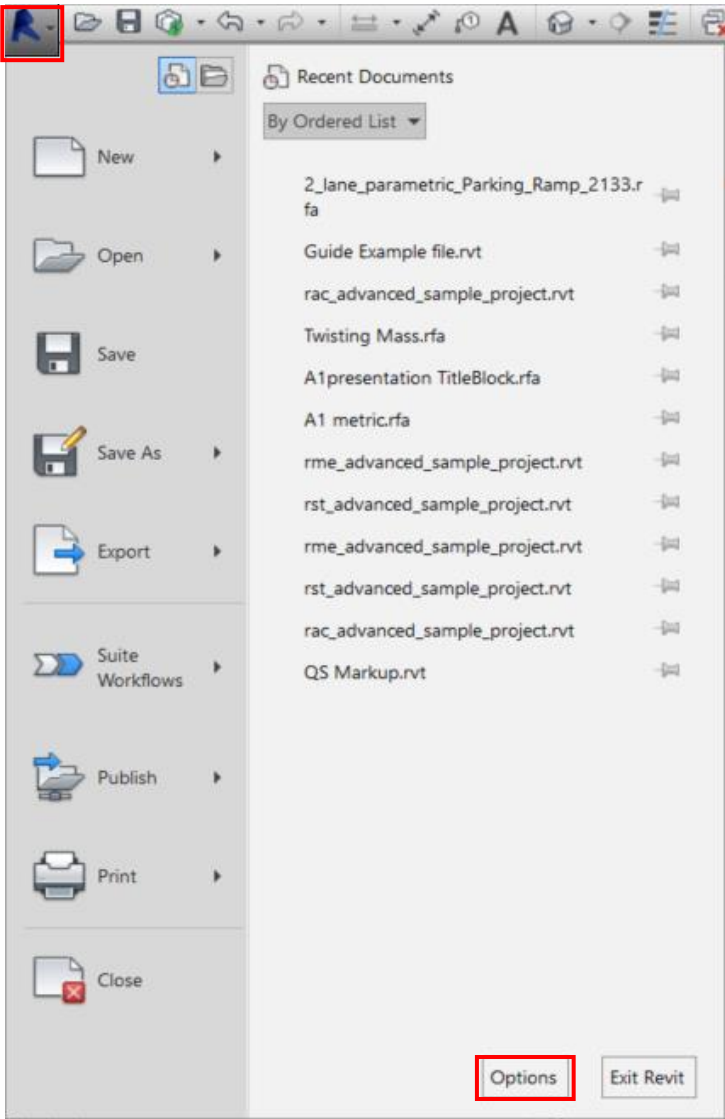 Recent Documents
By Ordered List
New
Open
Save
Save As
Export
Suite
Workflows
Publish
Print
Close
2_lane_parametric_Parking_Ramp_2133.r
fa
Guide Example file.rvt
rac_advanced_sample_project.rvt
Twisting Mass.rfa
A1presentation TitleBlock.rfa
A1 metric.rfa
rme_advanced_sample_project.rvt
rst_advanced_sample_project.rvt
rme_advanced_sample_project.rvt
rst_advanced_sample_project.rvt
rac_advanced_sample_project.rvt
QS Markup.rvt
Options
Exit Revit